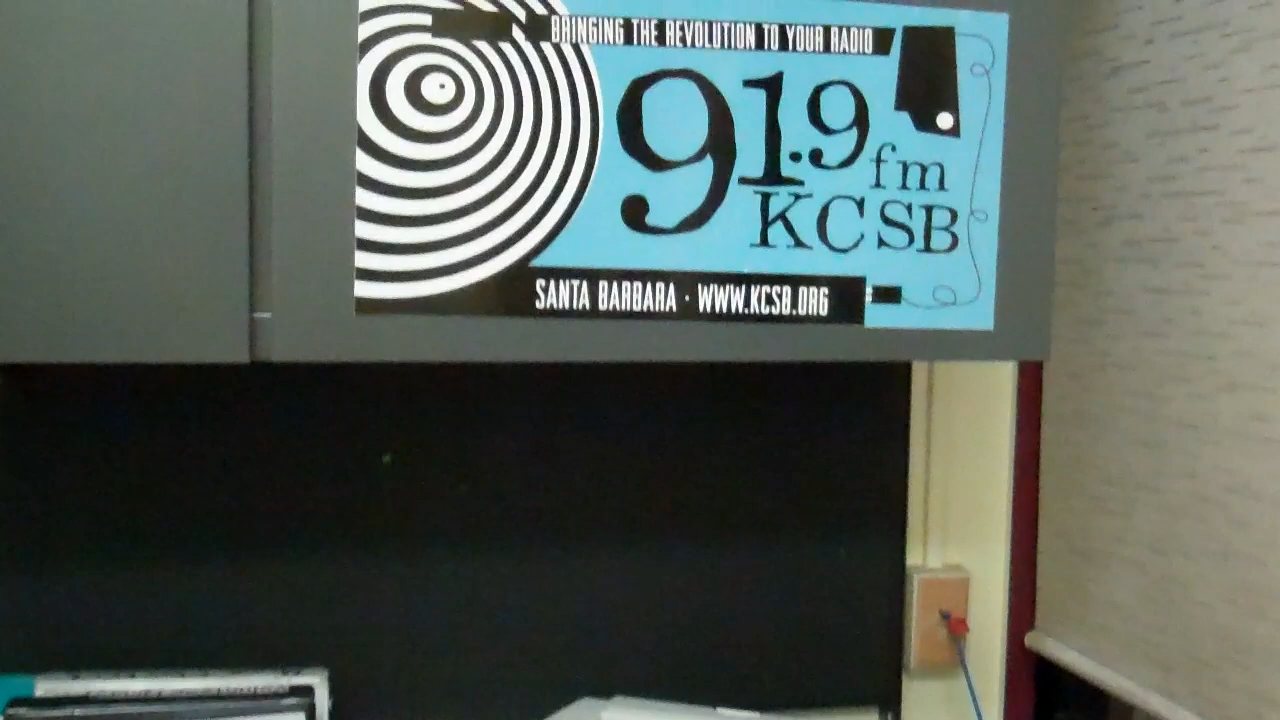 BRINGING THE REVOLUTION TO YOUR RADIO
91.9 fm
KCSB
SANTA BARBARA · WWW.KCSB.ORG